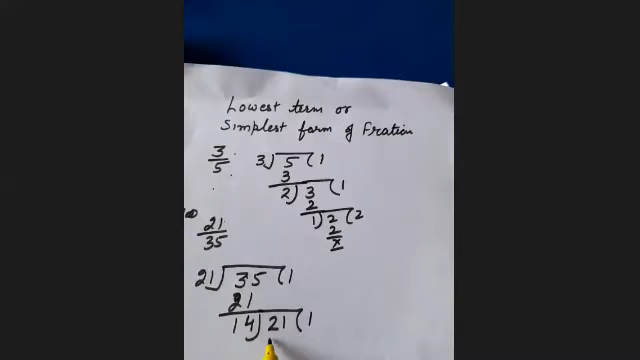 Lowest term or
Simplest form of Fration
3/5
3) 5 (1
3
2) 3 (1
2
1) 2 (2
2
x
21/35
21) 35 (1
21
14) 21 (1